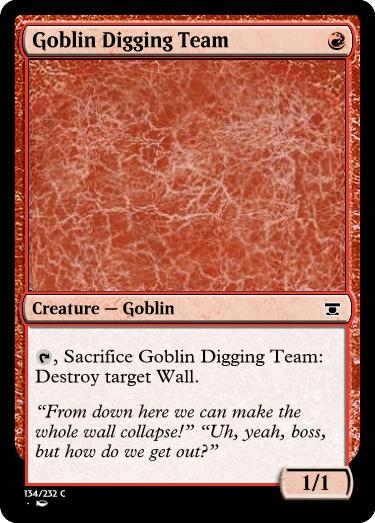 Goblin Digging Team
Creature — Goblin
, Sacrifice Goblin Digging Team:
Destroy target Wall.
“From down here we can make the
whole wall collapse!” “Uh, yeah, boss,
but how do we get out?”
1/1
134/232 C